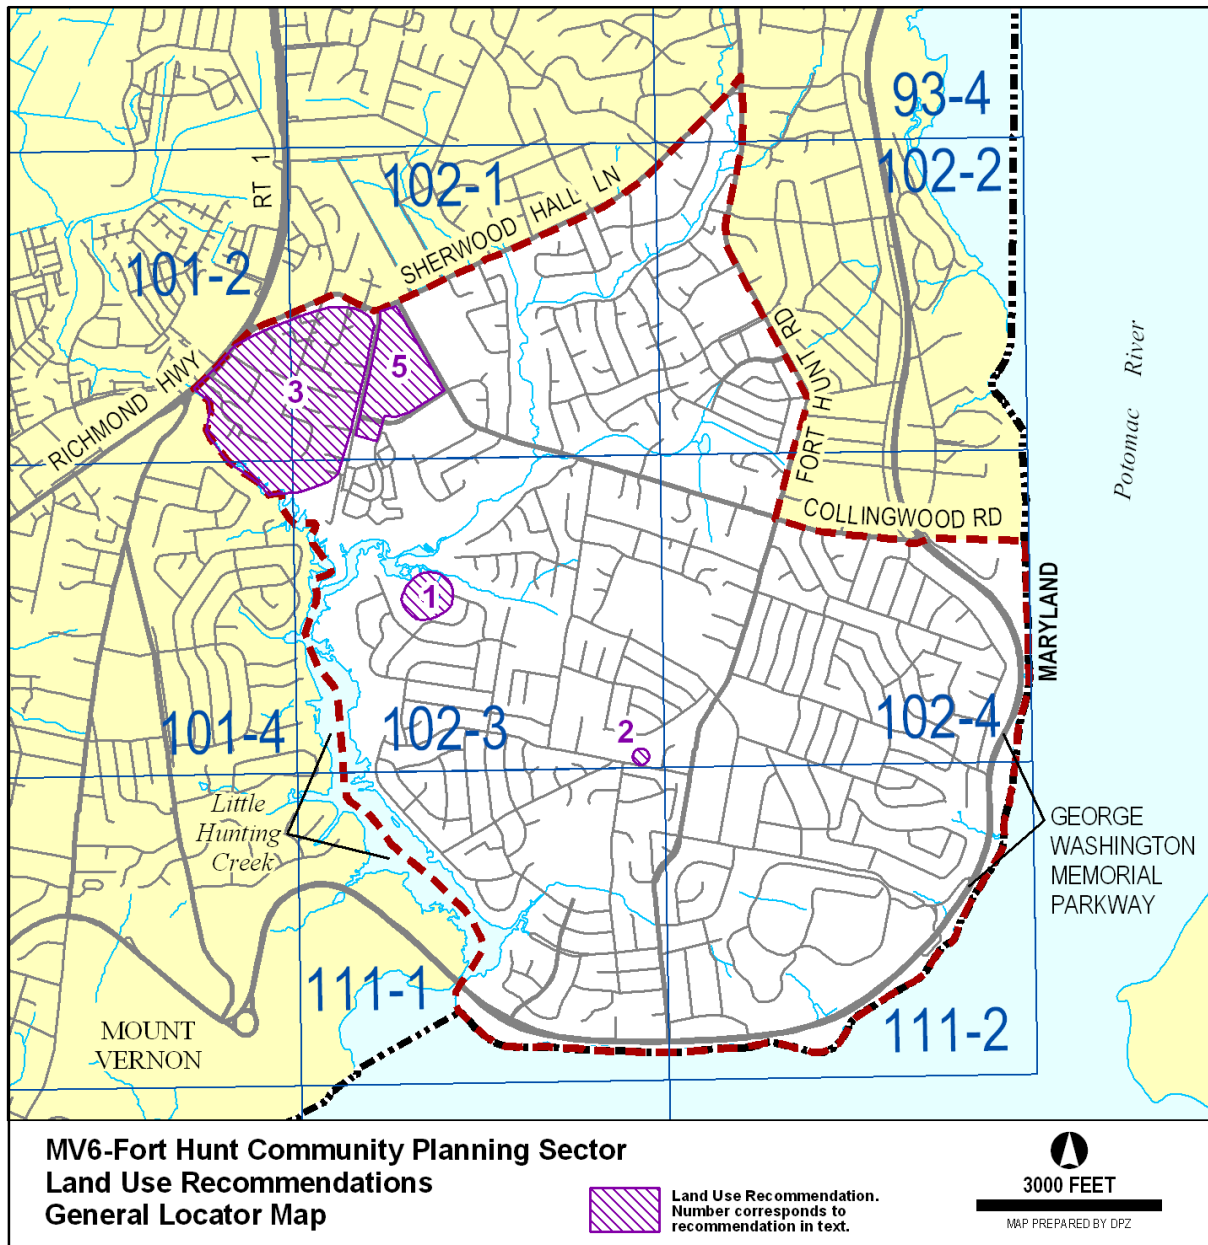 93-4
102-2
RT 1
102-1
SHERWOOD HALL LN
101-2
RICHMOND HWY
3
5
FORT HUNT RD
Potomac River
COLLINGWOOD RD
MARYLAND
1
101-4
102-3
2
102-4
Little
Hunting
Creek
GEORGE
WASHINGTON
MEMORIAL
PARKWAY
111-1
111-2
MOUNT
VERNON
MV6-Fort Hunt Community Planning Sector
Land Use Recommendations
General Locator Map
Land Use Recommendation.
Number corresponds to
recommendation in text.
3000 FEET
MAP PREPARED BY DPZ